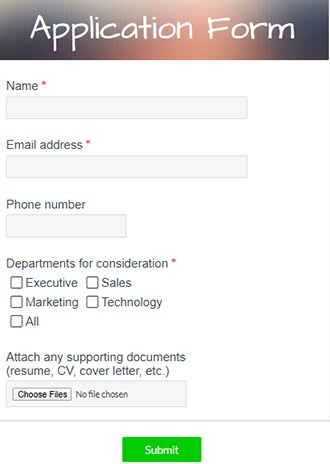 Application Form
Name *
Email address *
Phone number
Departments for consideration *
Executive Sales
Marketing Technology
All
Attach any supporting documents
(resume, CV, cover letter, etc.)
Choose Files No file chosen
Submit